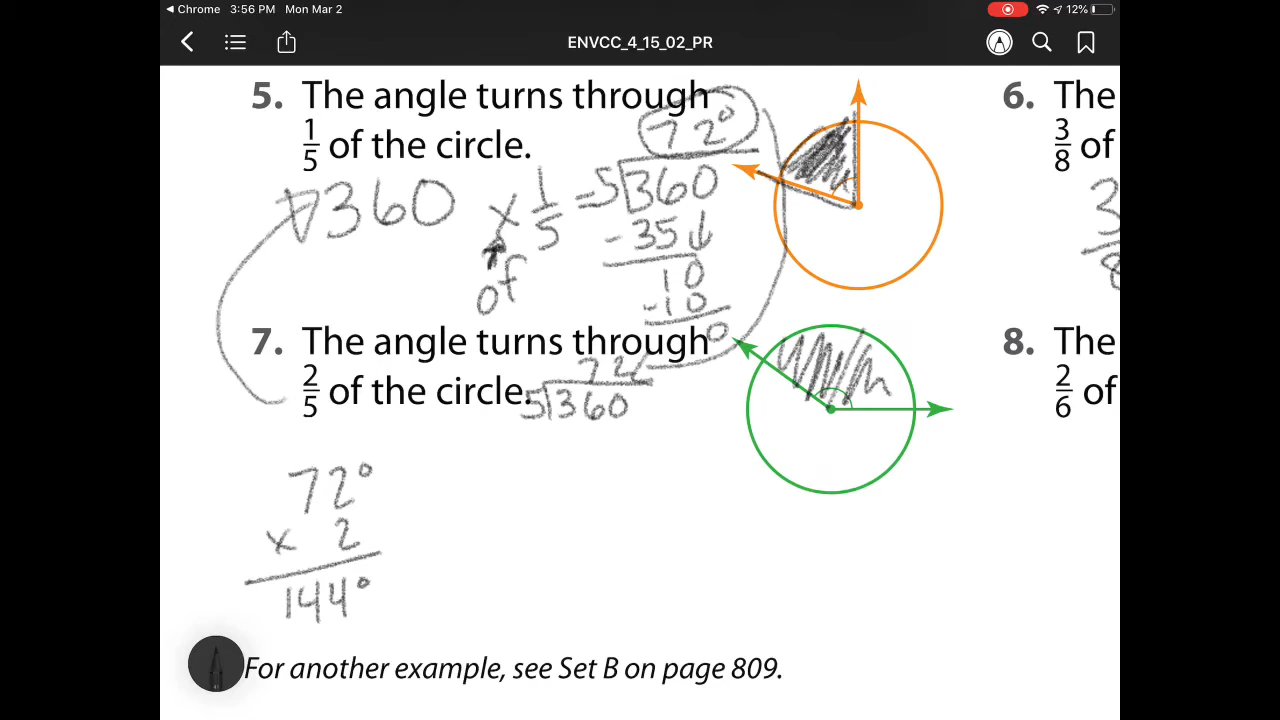 Chrome 3:56 PM Mon Mar 2 12%
ENVCC_4_15_02_PR
5. The angle turns through
1/5 of the circle.
72°
5 360
360 × 1/5 =
- 35
10
of
- 10
0
6. The
3/8 of
3
8
7. The angle turns through
2/5 of the circle.
72
5 360
8. The
2/6 of
72°
x 2
144°
For another example, see Set B on page 809.